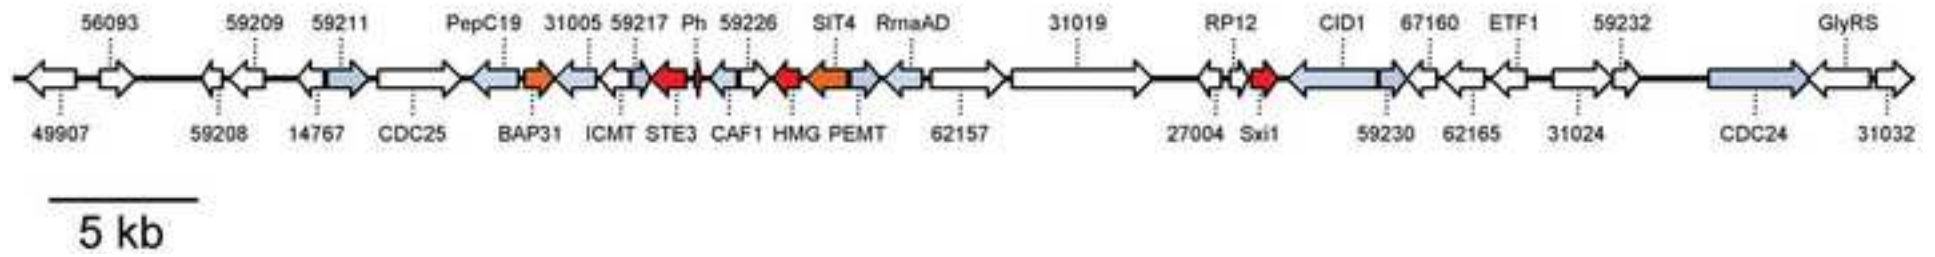 56093 59209 59211 PepC19 31005 59217 Ph 59226 SIT4 RrnaAD 31019 RP12 CID1 67160 ETF1 59232 GlyRS
49907 59208 14767 CDC25 BAP31 ICMT STE3 CAF1 HMG PEMT 62157 27004 Sxi1 59230 62165 31024 CDC24 31032
5 kb